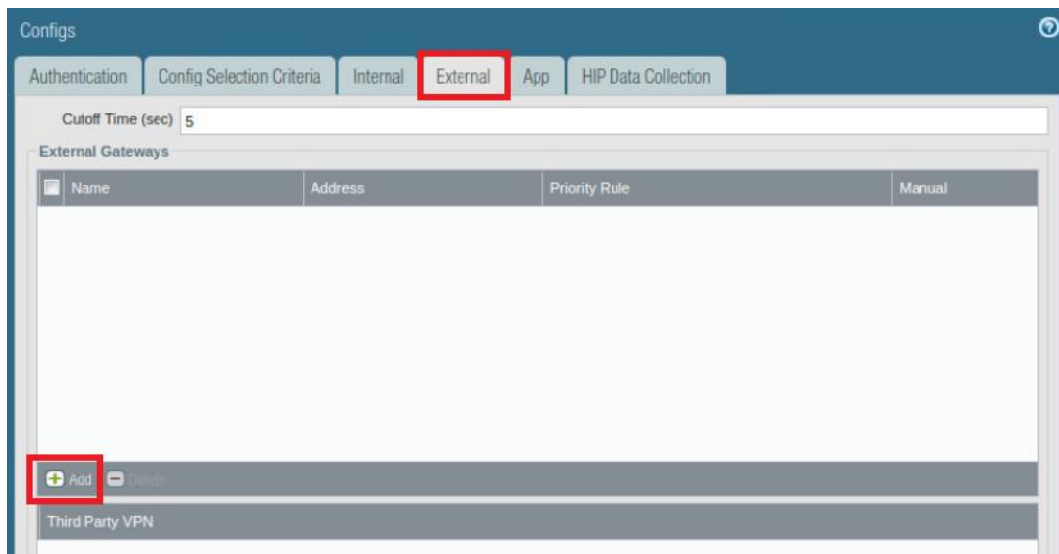 Configs
Authentication Config Selection Criteria Internal External App HIP Data Collection
Cutoff Time (sec) 5
External Gateways
Name Address Priority Rule Manual
Add Delete
Third Party VPN